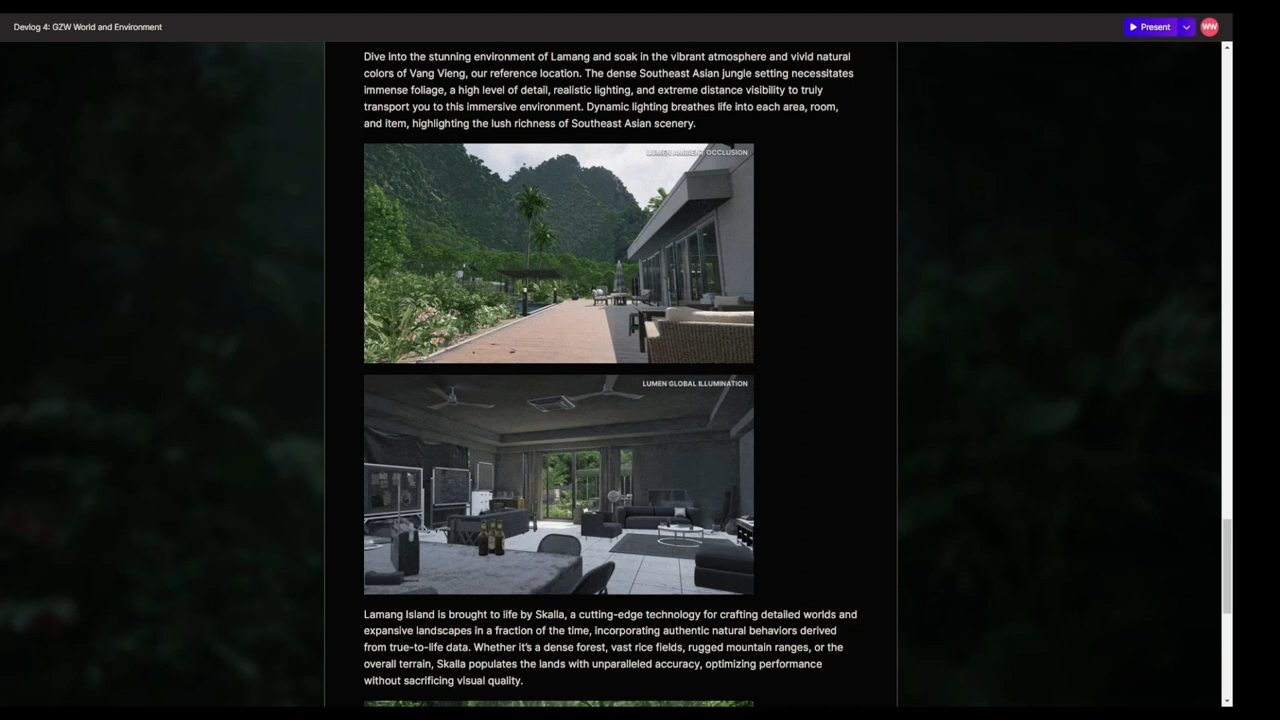 Devlog 4: GZW World and Environment
Present
WW
Dive into the stunning environment of Lamang and soak in the vibrant atmosphere and vivid natural
colors of Vang Vieng, our reference location. The dense Southeast Asian jungle setting necessitates
immense foliage, a high level of detail, realistic lighting, and extreme distance visibility to truly
transport you to this immersive environment. Dynamic lighting breathes life into each area, room,
and item, highlighting the lush richness of Southeast Asian scenery.
LUMEN AMBIENT OCCLUSION
LUMEN GLOBAL ILLUMINATION
Lamang Island is brought to life by Skalla, a cutting-edge technology for crafting detailed worlds and
expansive landscapes in a fraction of the time, incorporating authentic natural behaviors derived
from true-to-life data. Whether it's a dense forest, vast rice fields, rugged mountain ranges, or the
overall terrain, Skalla populates the lands with unparalleled accuracy, optimizing performance
without sacrificing visual quality.